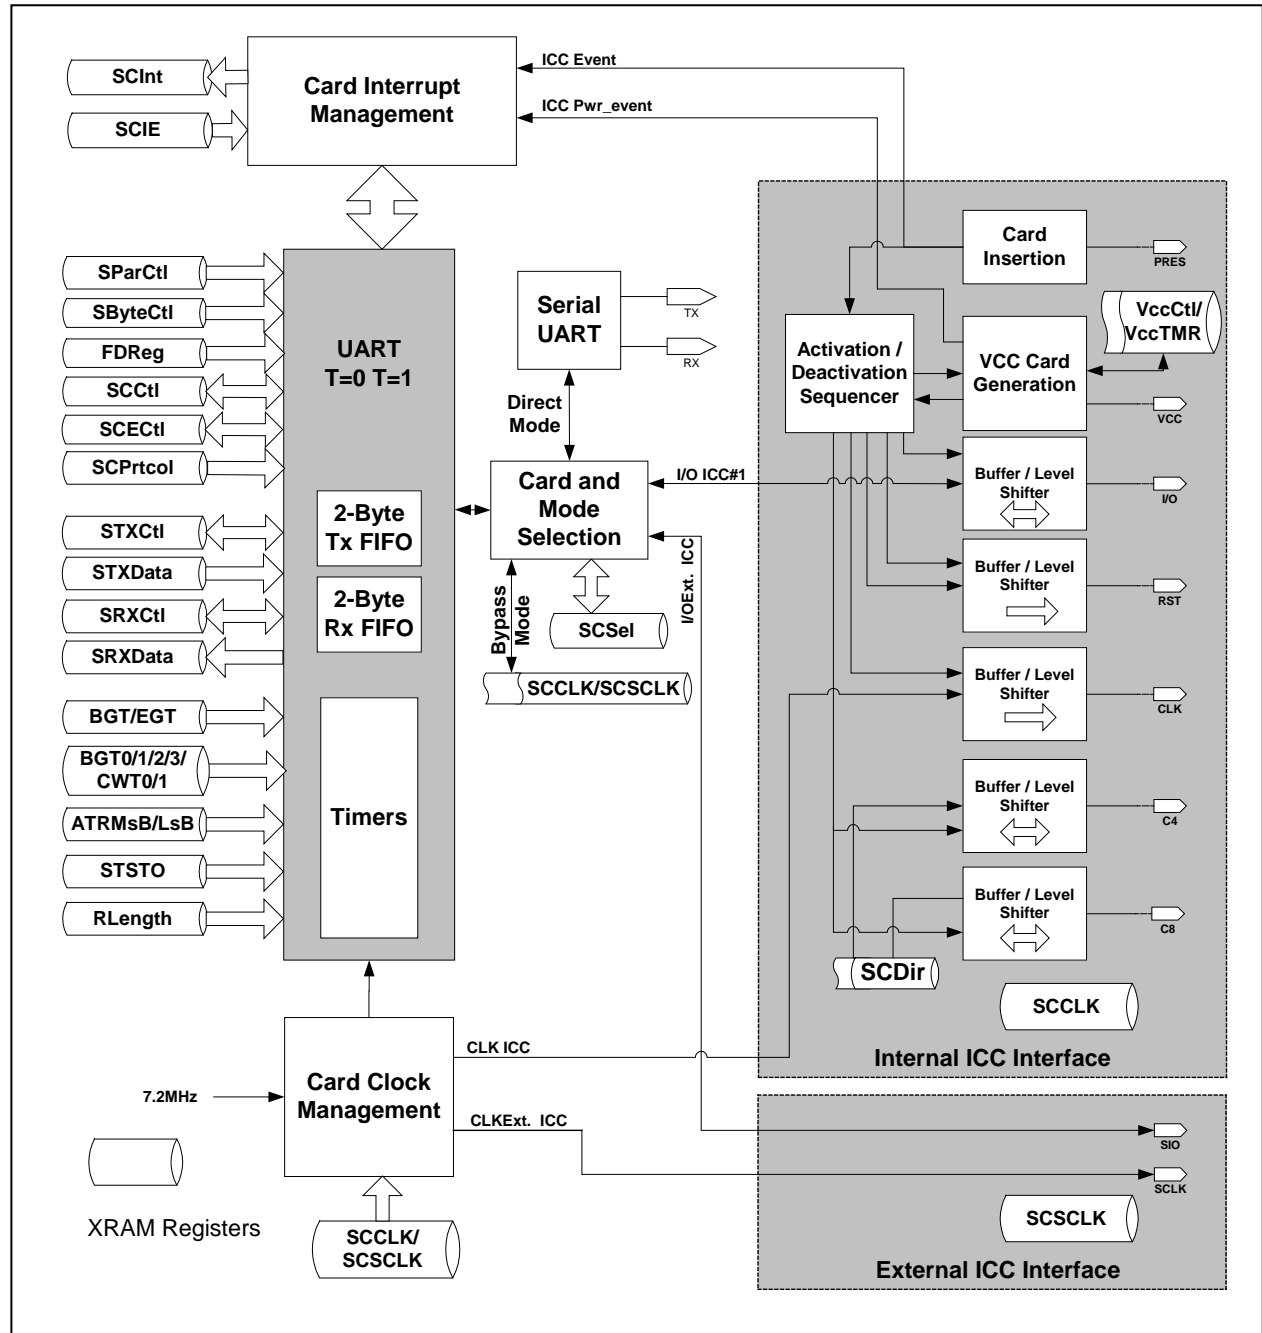 SCInt
SCIE
Card Interrupt
Management
ICC Event
ICC Pwr_event
SParCtl
SByteCtl
FDReg
SCCtl
SCECtl
SCPrtcol
STXCtl
STXData
SRXCtl
SRXData
BGT/EGT
BGT0/1/2/3/
CWT0/1
ATRMsB/LsB
STSTO
RLength
UART
T=0 T=1
2-Byte
Tx FIFO
2-Byte
Rx FIFO
Timers
Serial
UART
TX
RX
Direct
Mode
Card and
Mode
Selection
I/O ICC#1
I/OExt. ICC
Bypass
Mode
SCSel
SCCLK/SCSCLK
Card
Insertion
PRES
VccCtl/
VccTMR
Activation /
Deactivation
Sequencer
VCC Card
Generation
VCC
Buffer / Level
Shifter
I/O
Buffer / Level
Shifter
RST
Buffer / Level
Shifter
CLK
Buffer / Level
Shifter
C4
Buffer / Level
Shifter
C8
SCDir
SCCLK
Internal ICC Interface
Card Clock
Management
7.2MHz
CLK ICC
CLKExt. ICC
SIO
SCLK
SCSCLK
External ICC Interface
XRAM Registers
SCCLK/
SCSCLK